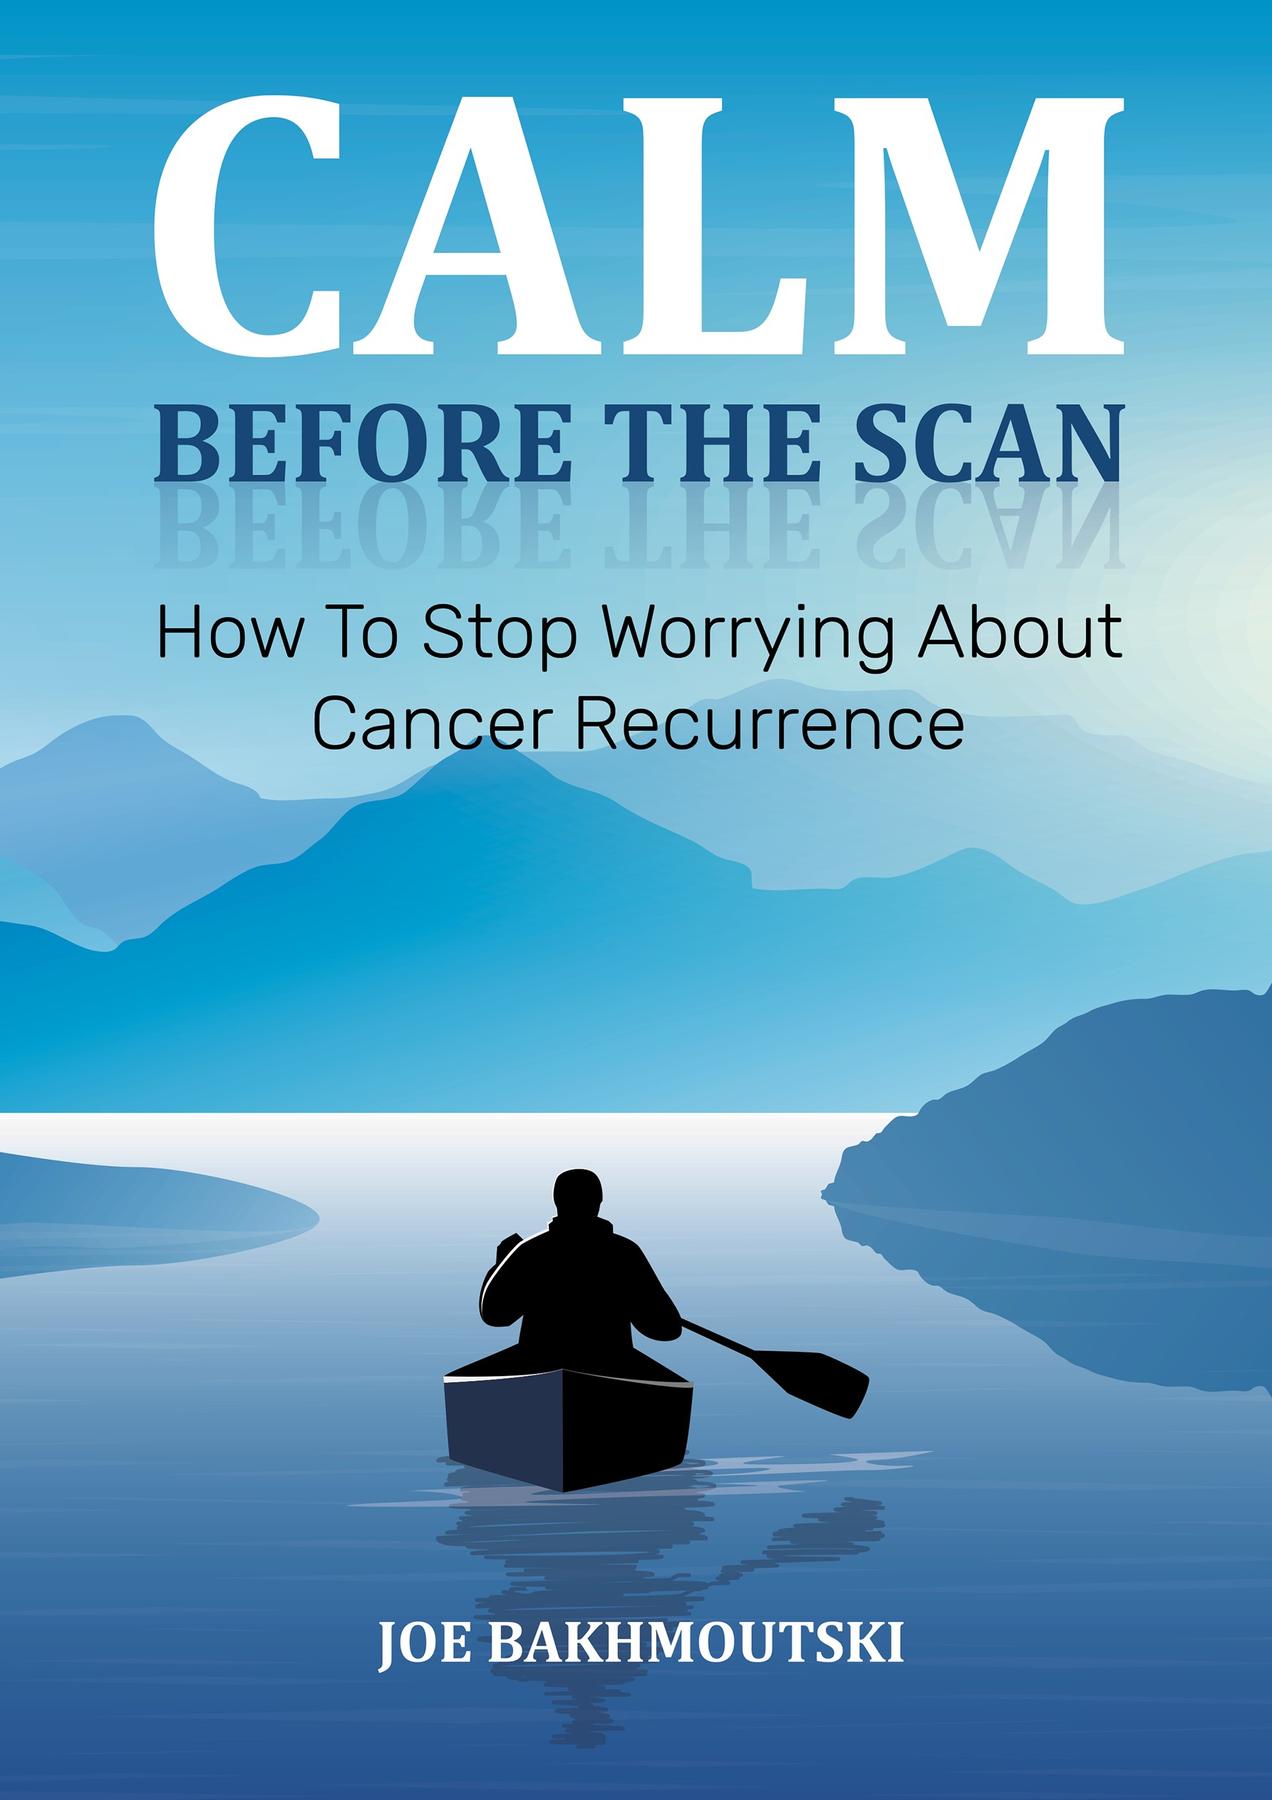 CALM
BEFORE THE SCAN
How To Stop Worrying About
Cancer Recurrence
JOE BAKHMOUTSKI